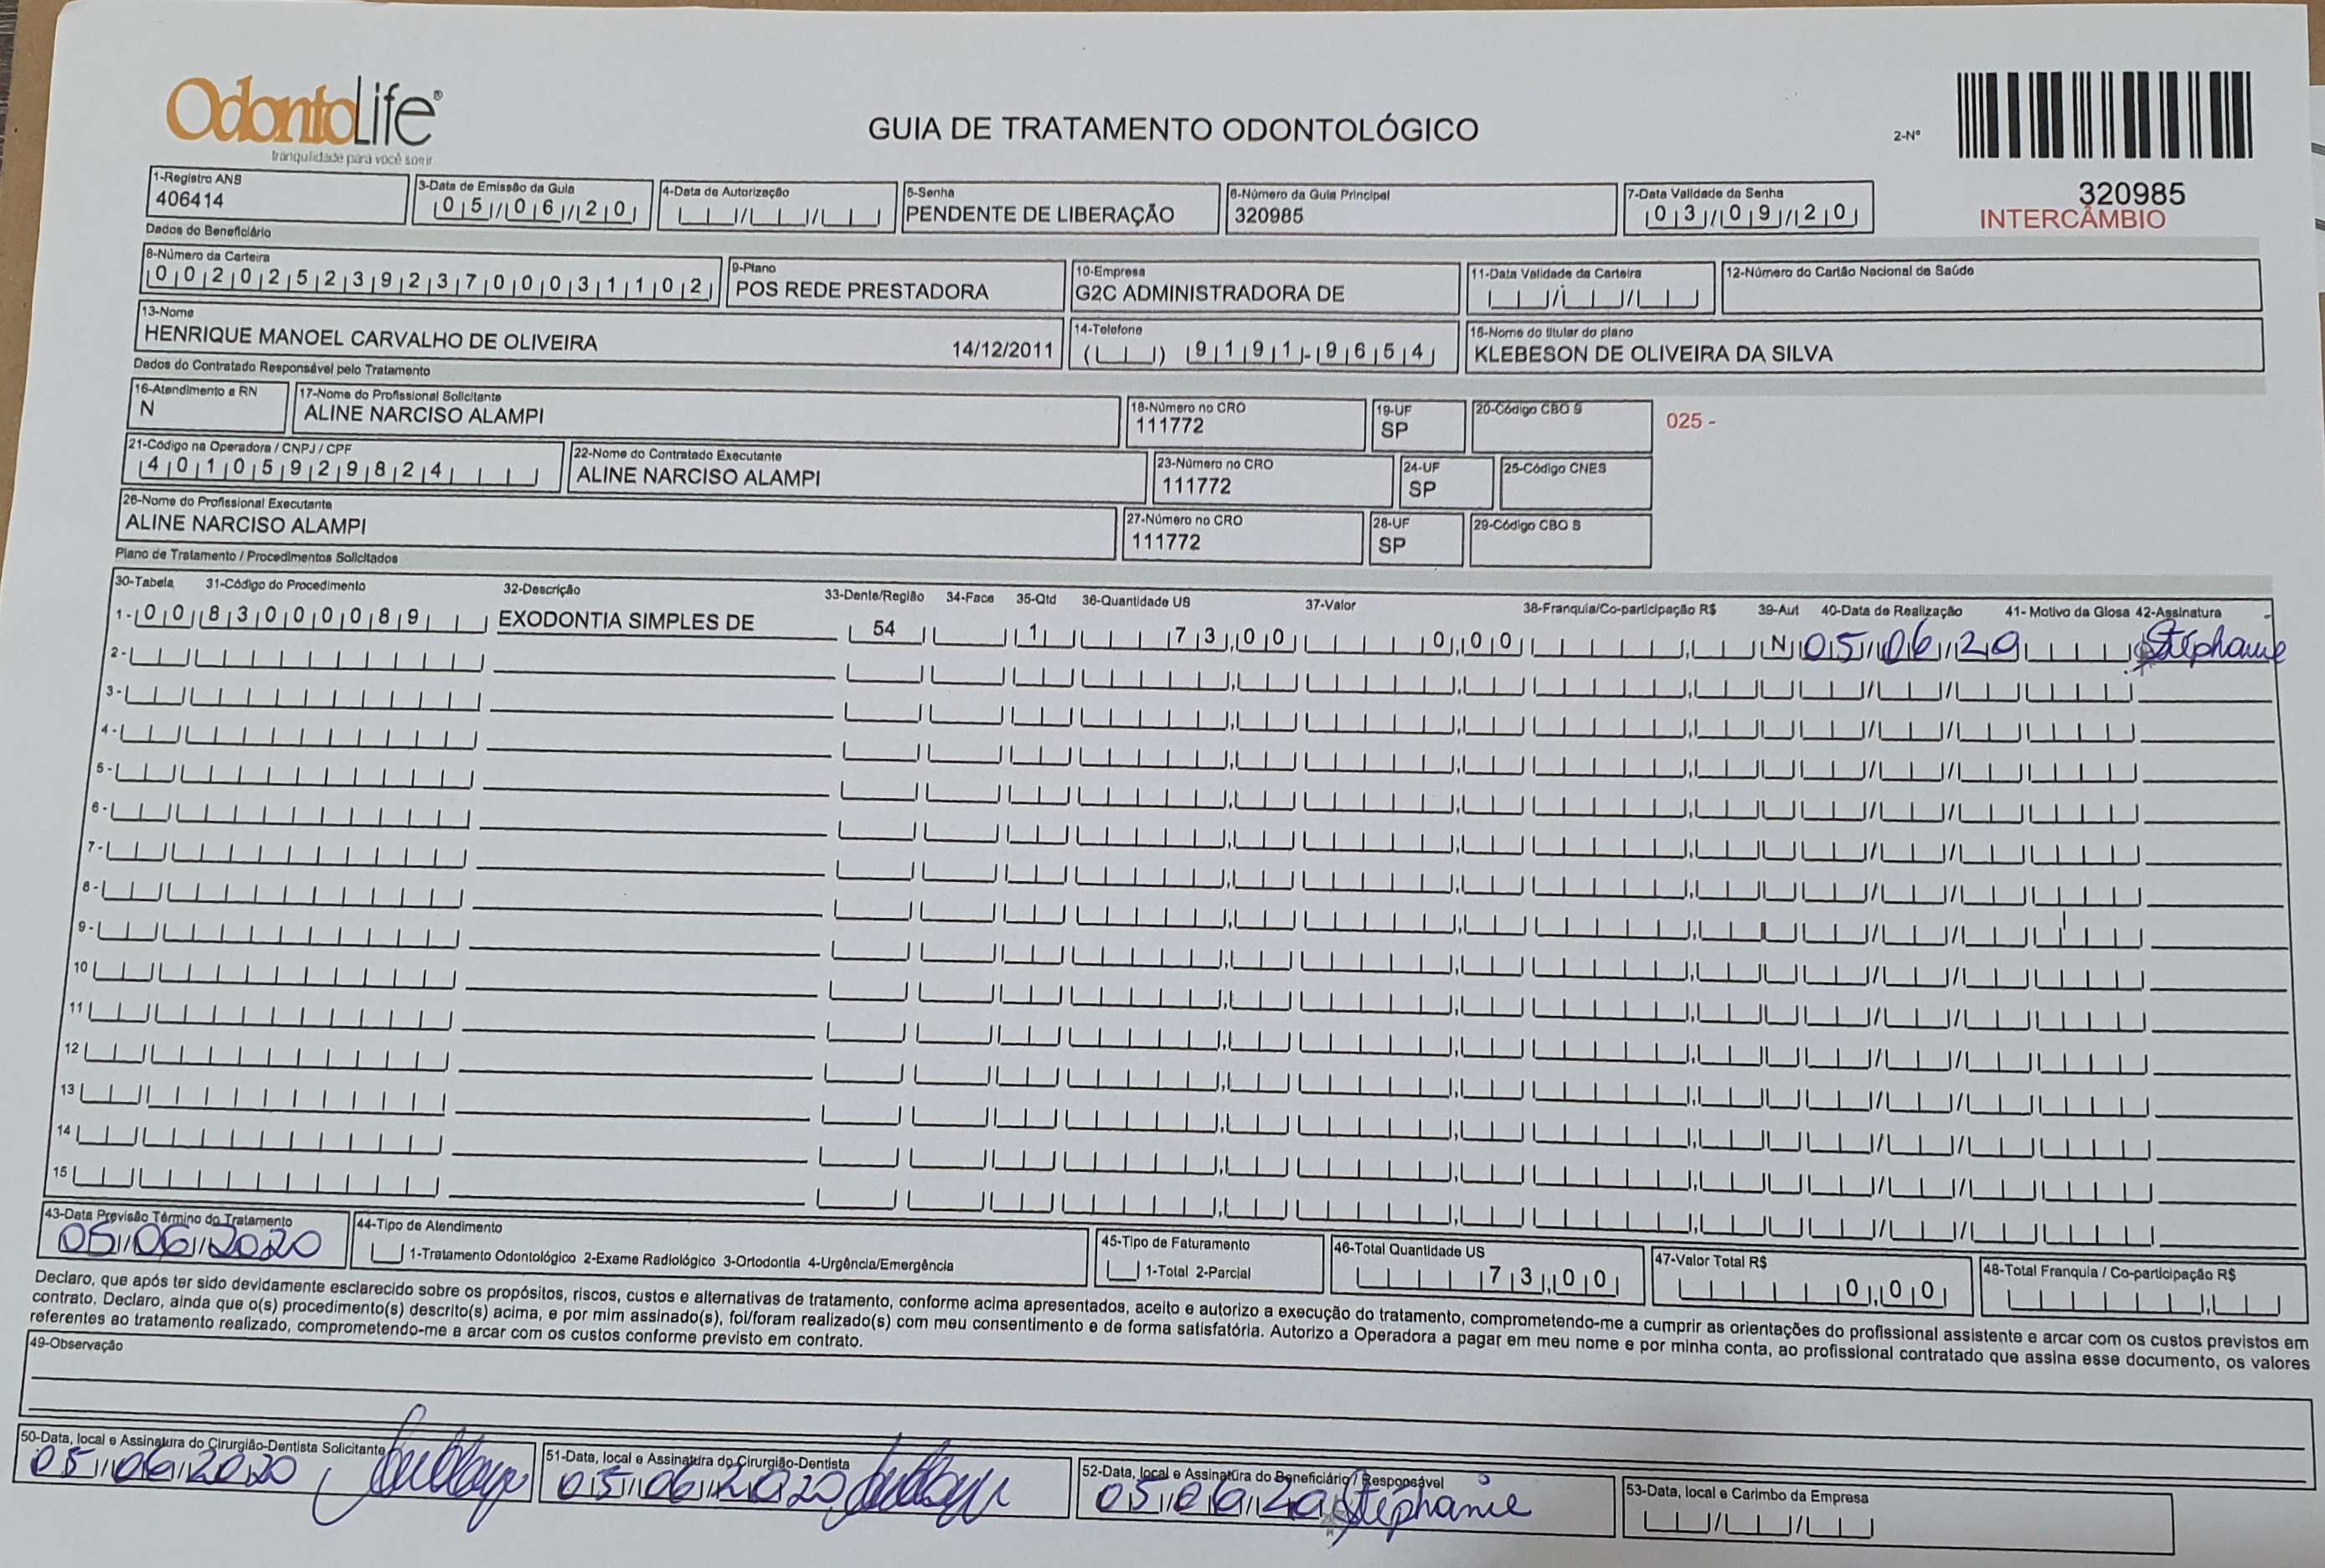 OdontoLife®
tranquilidade para você sorrir
GUIA DE TRATAMENTO ODONTOLÓGICO
2-Nº
320985
INTERCÂMBIO
1-Registro ANS
406414
3-Data de Emissão da Guia
05/06/20
4-Data de Autorização
5-Senha
PENDENTE DE LIBERAÇÃO
6-Número da Guia Principal
320985
7-Data Validade da Senha
03/09/20
Dados do Beneficiário
8-Número da Carteira
00202523923700031102
9-Plano
POS REDE PRESTADORA
10-Empresa
G2C ADMINISTRADORA DE
11-Data Validade da Carteira
12-Número do Cartão Nacional de Saúde
13-Nome
HENRIQUE MANOEL CARVALHO DE OLIVEIRA 14/12/2011
14-Telefone
( ) 9191-9654
15-Nome do titular do plano
KLEBESON DE OLIVEIRA DA SILVA
Dados do Contratado Responsável pelo Tratamento
16-Atendimento a RN
N
17-Nome do Profissional Solicitante
ALINE NARCISO ALAMPI
18-Número no CRO
111772
19-UF
SP
20-Código CBO S
025 -
21-Código na Operadora / CNPJ / CPF
40105929824
22-Nome do Contratado Executante
ALINE NARCISO ALAMPI
23-Número no CRO
111772
24-UF
SP
25-Código CNES
26-Nome do Profissional Executante
ALINE NARCISO ALAMPI
27-Número no CRO
111772
28-UF
SP
29-Código CBO S
Plano de Tratamento / Procedimentos Solicitados
30-Tabela 31-Código do Procedimento 32-Descrição 33-Dente/Região 34-Face 35-Qtd 36-Quantidade US 37-Valor 38-Franquia/Co-participação R$ 39-Aut 40-Data de Realização 41- Motivo da Glosa 42-Assinatura
1- 00 83000089 EXODONTIA SIMPLES DE 54 1 73,00 0,00 N 05/06/20 Stephanie
2-
3-
4-
5-
6-
7-
8-
9-
10
11
12
13
14
15
43-Data Previsão Término do Tratamento
05/06/2020
44-Tipo de Atendimento
1-Tratamento Odontológico 2-Exame Radiológico 3-Ortodontia 4-Urgência/Emergência
45-Tipo de Faturamento
1-Total 2-Parcial
46-Total Quantidade US
73,00
47-Valor Total R$
0,00
48-Total Franquia / Co-participação R$
Declaro, que após ter sido devidamente esclarecido sobre os propósitos, riscos, custos e alternativas de tratamento, conforme acima apresentados, aceito e autorizo a execução do tratamento, comprometendo-me a cumprir as orientações do profissional assistente e arcar com os custos previstos em
contrato. Declaro, ainda que o(s) procedimento(s) descrito(s) acima, e por mim assinado(s), foi/foram realizado(s) com meu consentimento e de forma satisfatória. Autorizo a Operadora a pagar em meu nome e por minha conta, ao profissional contratado que assina esse documento, os valores
referentes ao tratamento realizado, comprometendo-me a arcar com os custos conforme previsto em contrato.
49-Observação
50-Data, local e Assinatura do Cirurgião-Dentista Solicitante
05/06/2020
51-Data, local e Assinatura do Cirurgião-Dentista
05/06/2020
52-Data, local e Assinatura do Beneficiário / Responsável
05/06/20 Stephanie
53-Data, local e Carimbo da Empresa